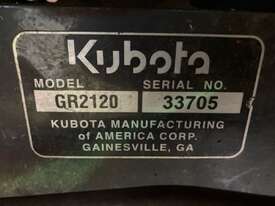 Kubota
MODEL SERIAL NO.
GR2120 33705
KUBOTA MANUFACTURING
of AMERICA CORP.
GAINESVILLE, GA